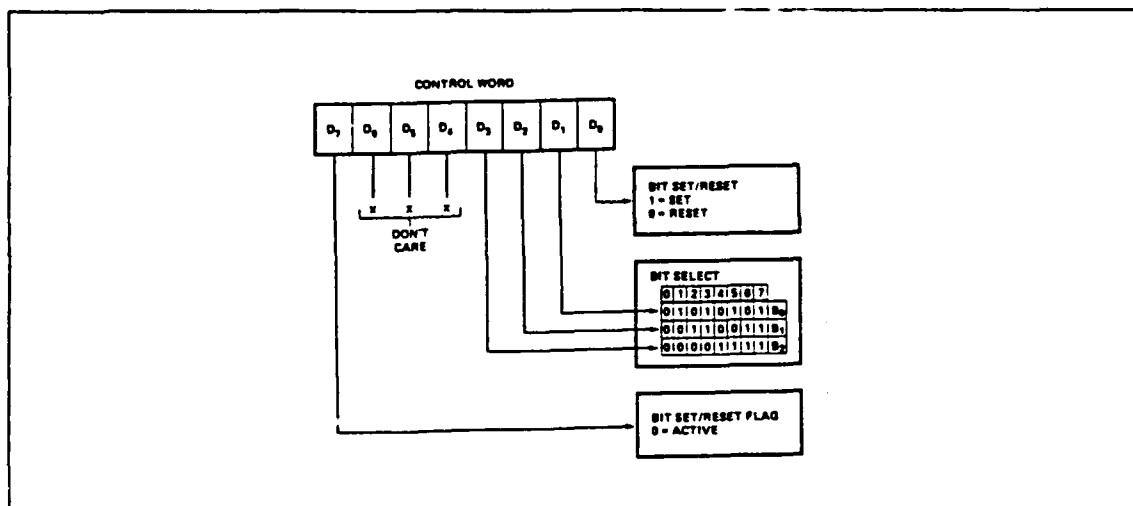 CONTROL WORD
D7 D6 D5 D4 D3 D2 D1 D0
X X X
DON'T
CARE
BIT SET/RESET
1 = SET
0 = RESET
BIT SELECT
0 1 2 3 4 5 6 7
0 1 0 1 0 1 0 1 B0
0 0 1 1 0 0 1 1 B1
0 0 0 0 1 1 1 1 B2
BIT SET/RESET FLAG
0 = ACTIVE